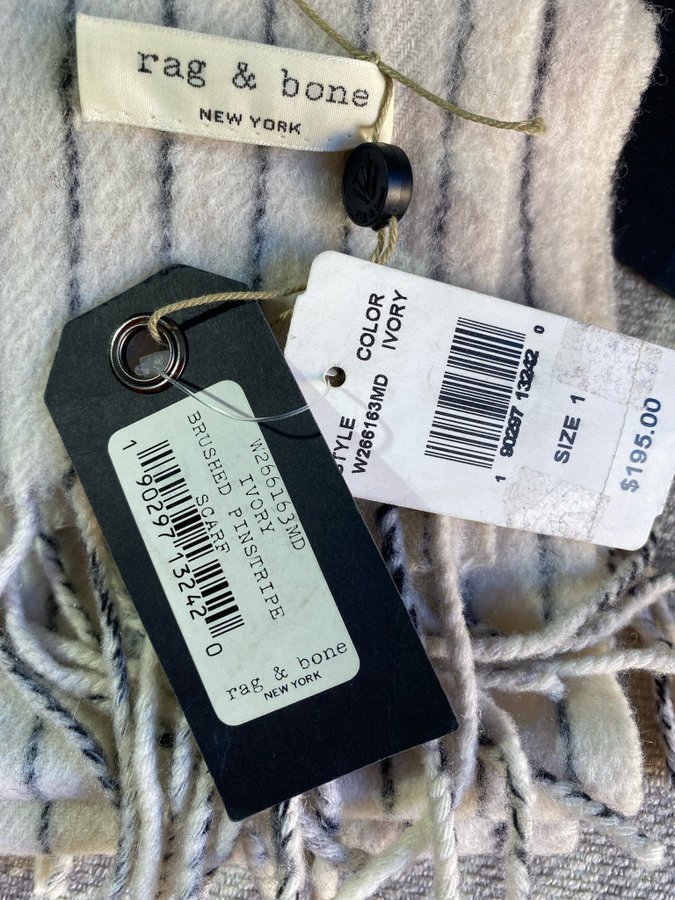 rag & bone
NEW YORK
STYLE
W266163MD
COLOR
IVORY
1 90297 13242 0
SIZE 1
$195.00
W266163MD
IVORY
BRUSHED PINSTRIPE
SCARF
1 90297 13242 0
rag & bone
NEW YORK